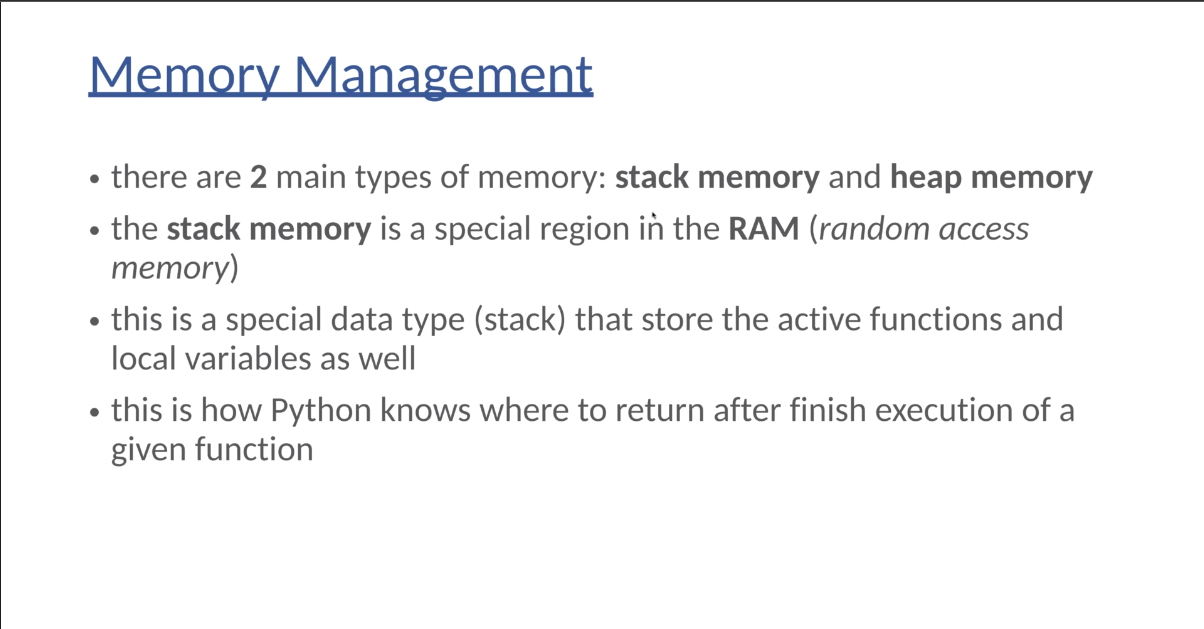 Memory Management
• there are 2 main types of memory: stack memory and heap memory
• the stack memory is a special region in the RAM (random access
memory)
• this is a special data type (stack) that store the active functions and
local variables as well
• this is how Python knows where to return after finish execution of a
given function